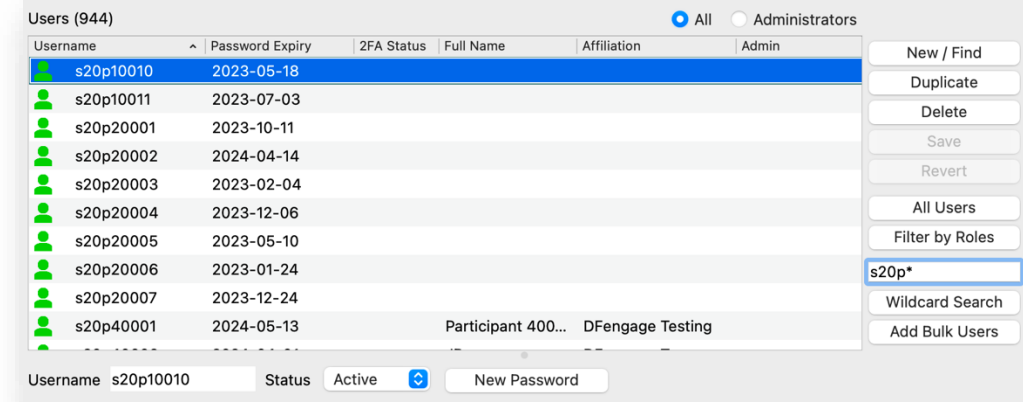 Users (944)
All
Administrators
Username Password Expiry 2FA Status Full Name Affiliation Admin
s20p10010 2023-05-18
s20p10011 2023-07-03
s20p20001 2023-10-11
s20p20002 2024-04-14
s20p20003 2023-02-04
s20p20004 2023-12-06
s20p20005 2023-05-10
s20p20006 2023-01-24
s20p20007 2023-12-24
s20p40001 2024-05-13 Participant 400... DFengage Testing
New / Find
Duplicate
Delete
Save
Revert
All Users
Filter by Roles
s20p*
Wildcard Search
Add Bulk Users
Username s20p10010 Status Active New Password